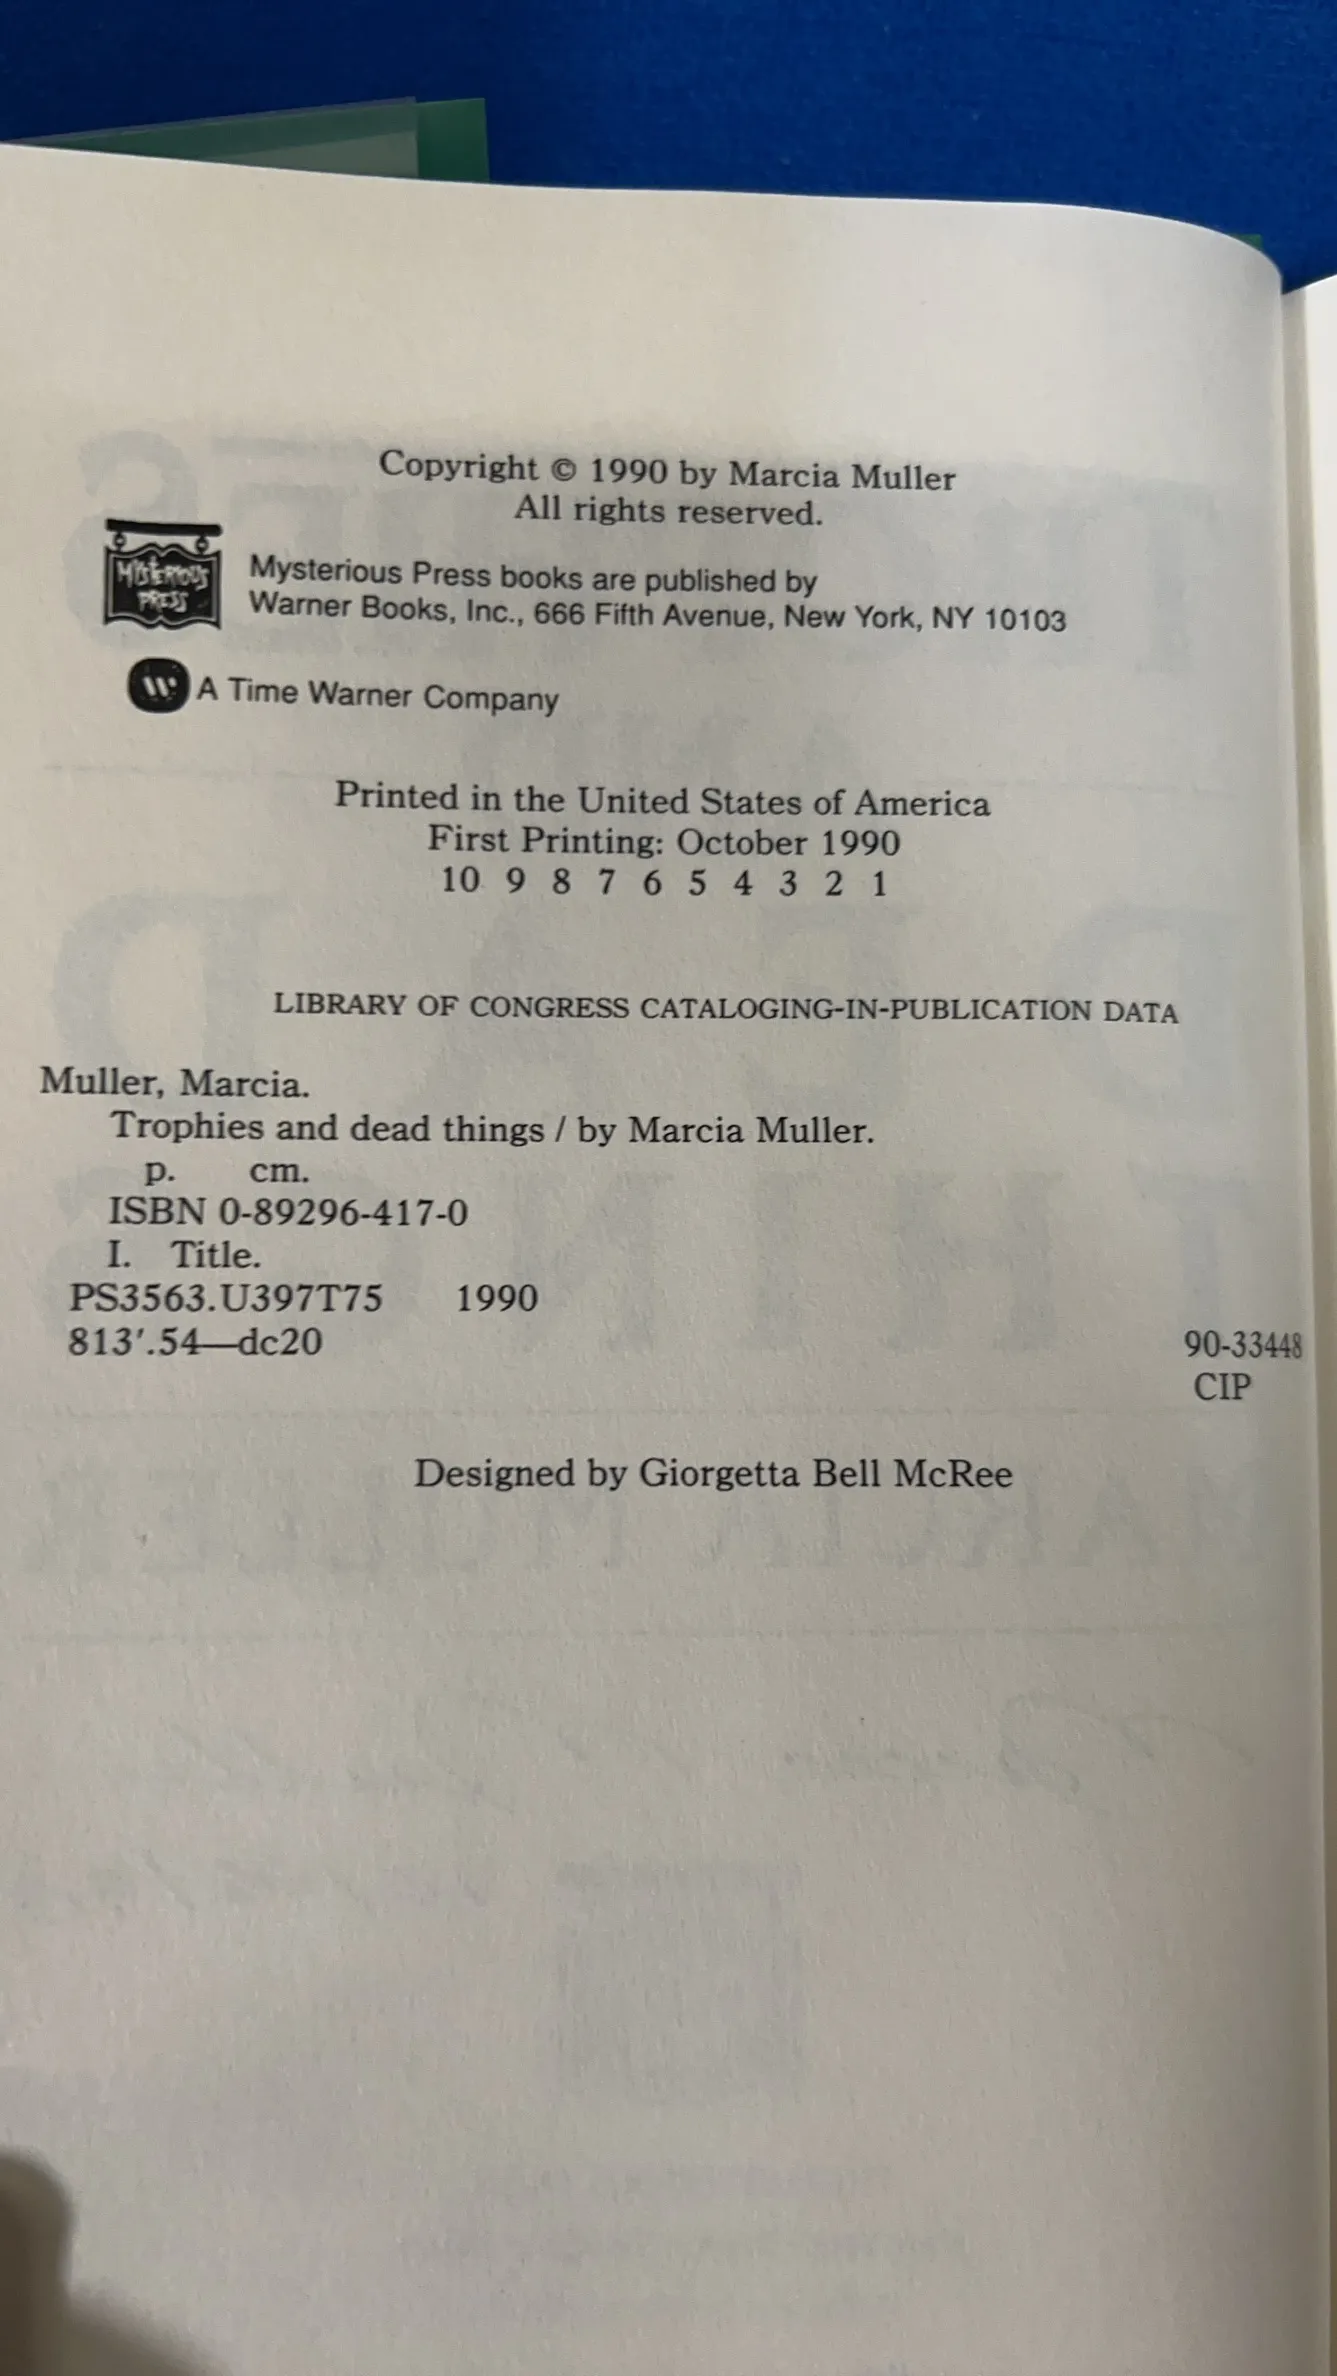 Copyright © 1990 by Marcia Muller
All rights reserved.
MYSTERIOUS
PRESS
Mysterious Press books are published by
Warner Books, Inc., 666 Fifth Avenue, New York, NY 10103
A Time Warner Company
Printed in the United States of America
First Printing: October 1990
10 9 8 7 6 5 4 3 2 1
LIBRARY OF CONGRESS CATALOGING-IN-PUBLICATION DATA
Muller, Marcia.
Trophies and dead things / by Marcia Muller.
p. cm.
ISBN 0-89296-417-0
I. Title.
PS3563.U397T75 1990
813'.54—dc20
90-33448
CIP
Designed by Giorgetta Bell McRee